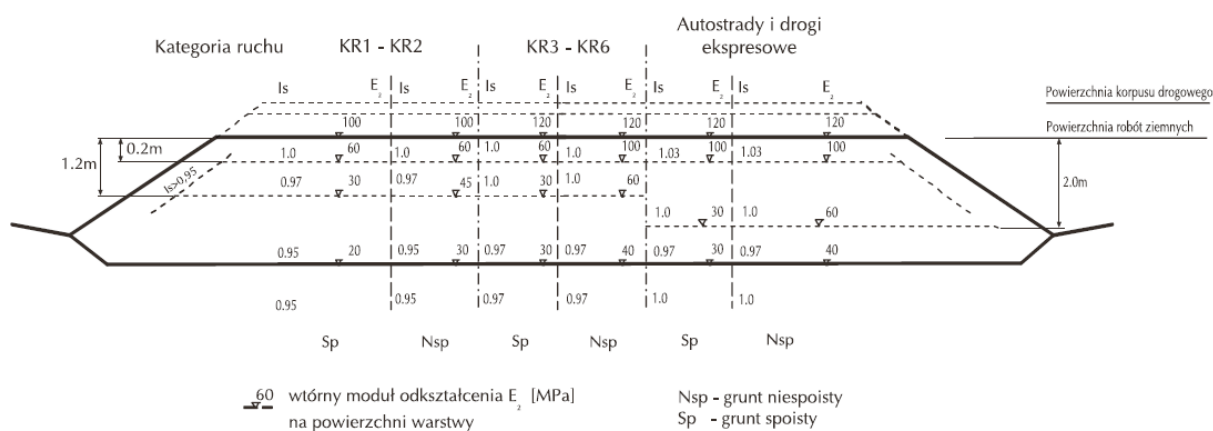 Autostrady i drogi
Kategoria ruchu KR1 - KR2 KR3 - KR6 ekspresowe
Is E₂ Is E₂ Is E₂ Is E₂ Is E₂ Is E₂
Powierzchnia korpusu drogowego
100 100 120 120 120 120
Powierzchnia robót ziemnych
0.2m 1.0 60 1.0 60 1.0 60 1.0 100 1.03 100 1.03 100
1.2m
Is>0,95 0.97 30 0.97 45 1.0 30 1.0 60
2.0m
1.0 30 1.0 60
0.95 20 0.95 30 0.97 30 0.97 40 0.97 30 0.97 40
0.95 0.95 0.97 0.97 1.0 1.0
Sp Nsp Sp Nsp Sp Nsp
60 wtórny moduł odkształcenia E₂ [MPa]
na powierzchni warstwy
Nsp - grunt niespoisty
Sp - grunt spoisty